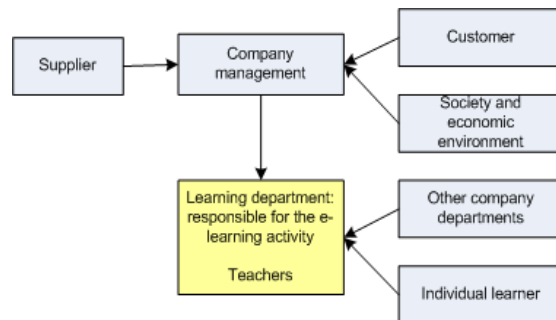 Supplier
Company
management
Customer
Society and
economic
environment
Learning department:
responsible for the e-
learning activity
Teachers
Other company
departments
Individual learner